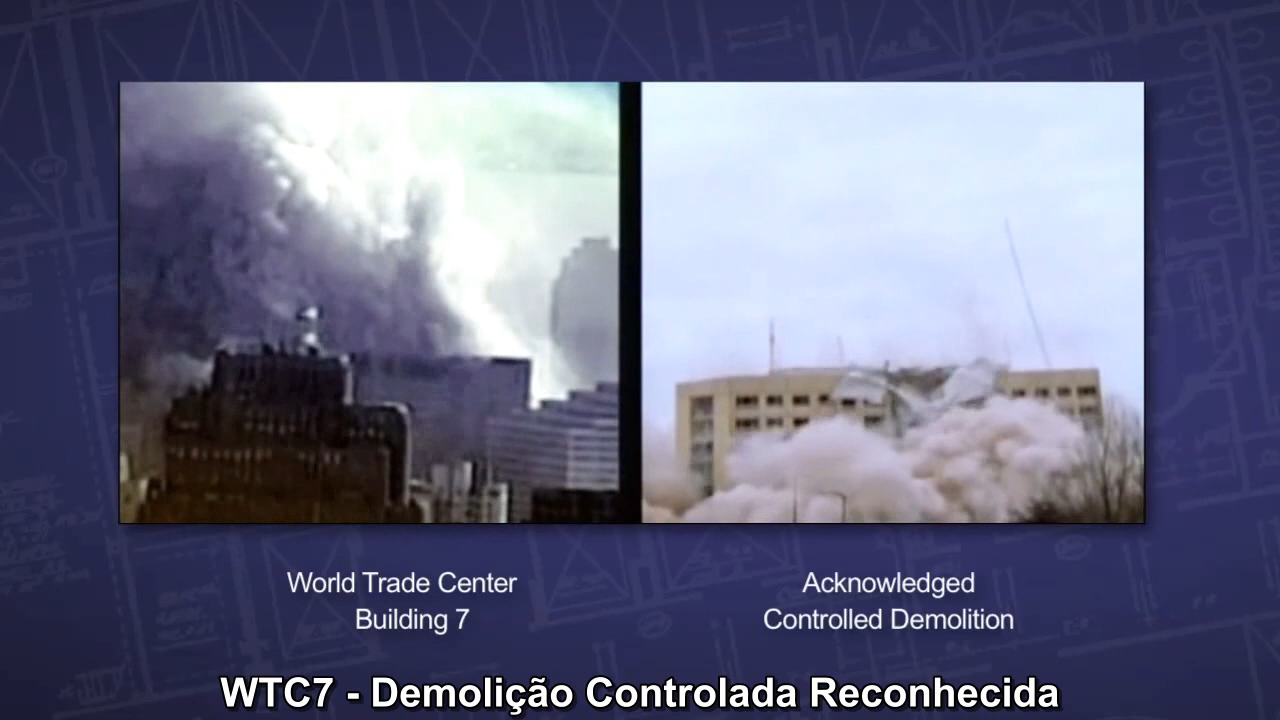 World Trade Center
Building 7
Acknowledged
Controlled Demolition
WTC7 - Demolição Controlada Reconhecida